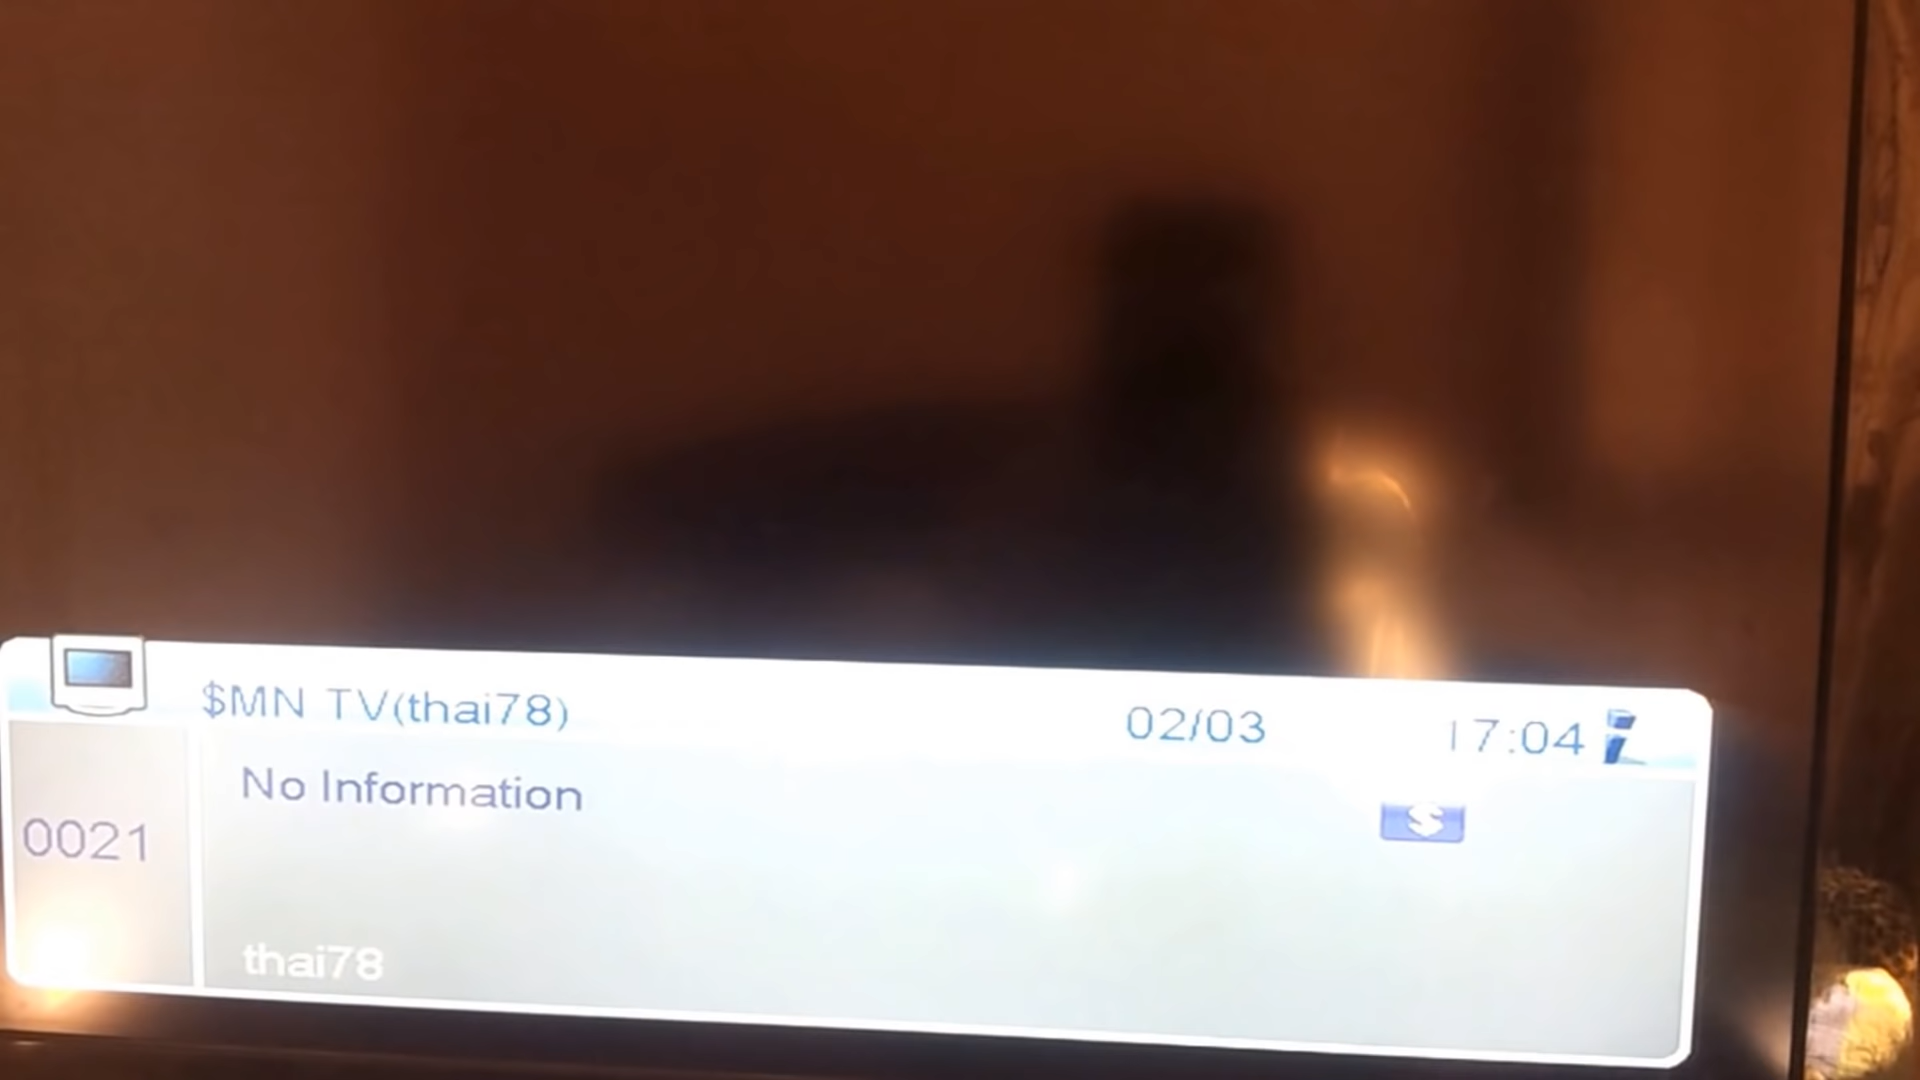 $MN TV(thai78) 02/03 17:04
No Information
$
0021
thai78